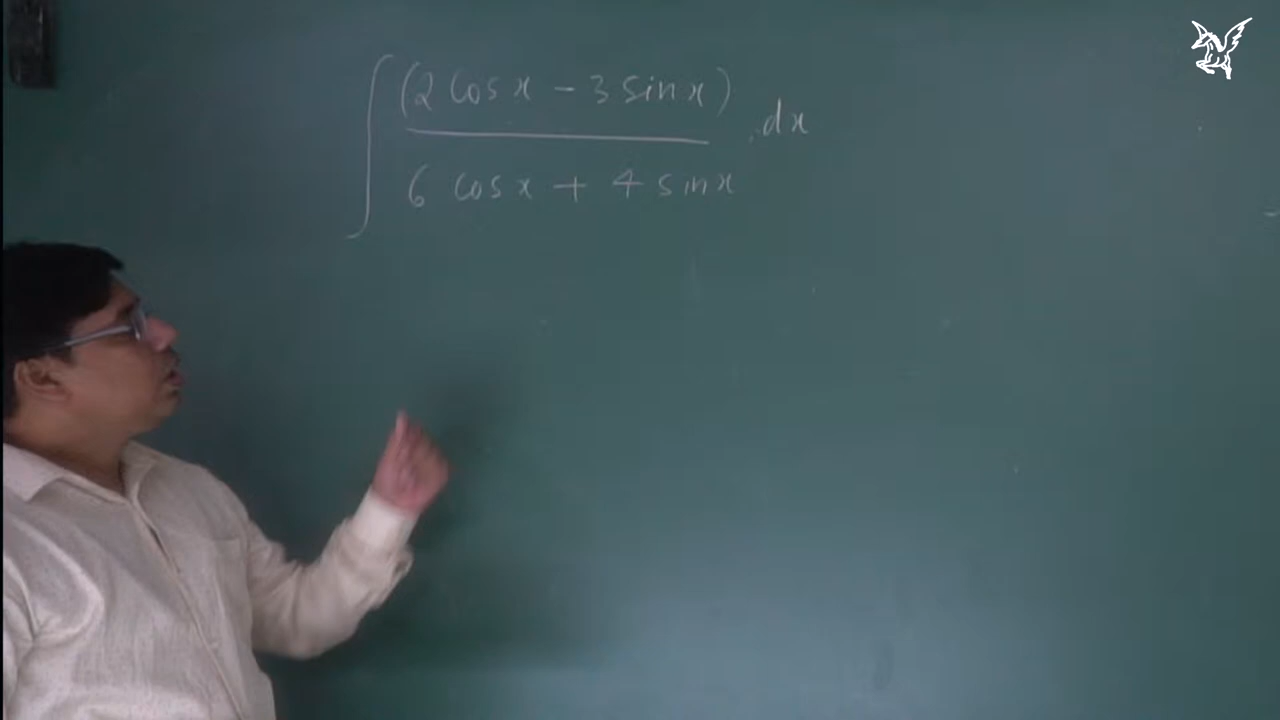 ∫ (2 cos x - 3 sin x)
6 cos x + 4 sin x . dx